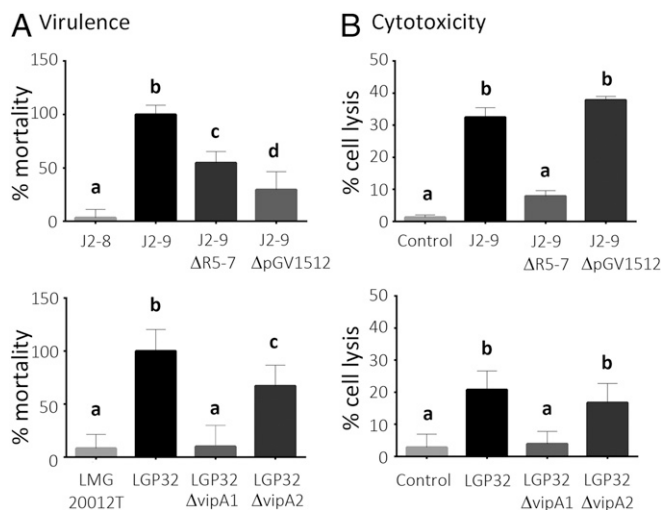 A Virulence
% mortality
150
100
50
0
a
b
c
d
J2-8
J2-9
J2-9
ΔR5-7
J2-9
ΔpGV1512
B Cytotoxicity
% cell lysis
50
40
30
20
10
0
a
b
a
b
Control
J2-9
J2-9
ΔR5-7
J2-9
ΔpGV1512
% mortality
150
100
50
0
a
b
a
c
LMG
20012T
LGP32
LGP32
ΔvipA1
LGP32
ΔvipA2
% cell lysis
50
40
30
20
10
0
a
b
a
b
Control
LGP32
LGP32
ΔvipA1
LGP32
ΔvipA2